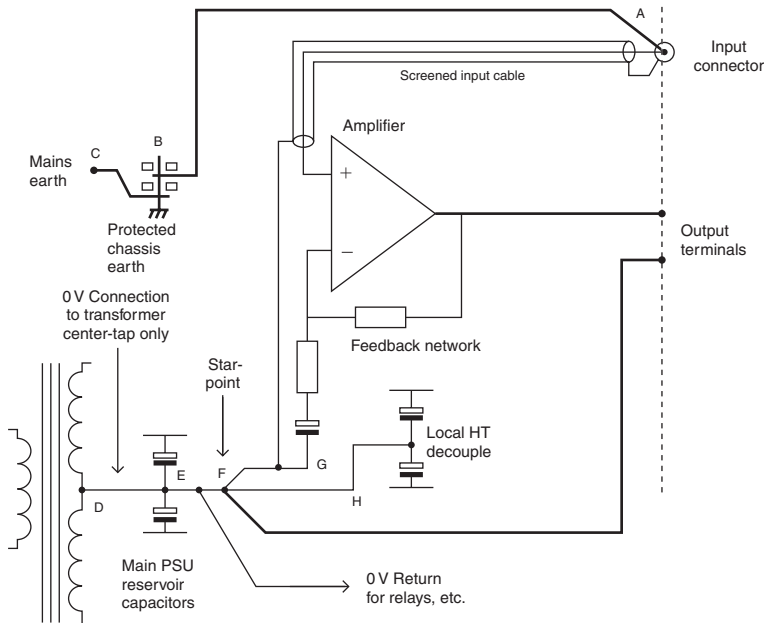 A
Input
connector
Screened input cable
Amplifier
B
C
Mains
earth
+
Protected
chassis
earth
−
Output
terminals
0 V Connection
to transformer
center-tap only
Feedback network
Star-
point
Local HT
decouple
E
F
G
D
H
Main PSU
reservoir
capacitors
0 V Return
for relays, etc.